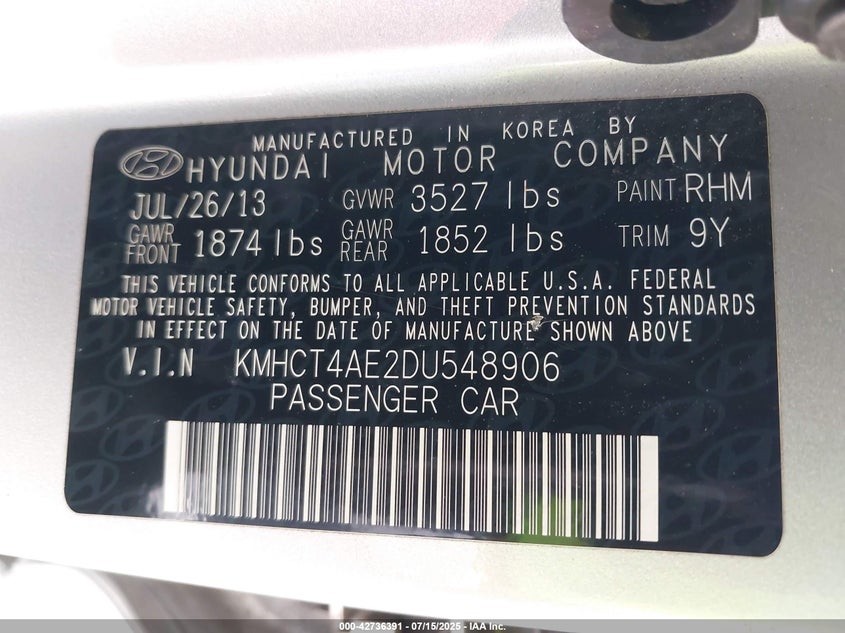 MANUFACTURED IN KOREA BY
HYUNDAI MOTOR COMPANY
JUL/26/13 GVWR 3527 lbs PAINT RHM
GAWR FRONT 1874 lbs GAWR REAR 1852 lbs TRIM 9Y
THIS VEHICLE CONFORMS TO ALL APPLICABLE U.S.A. FEDERAL
MOTOR VEHICLE SAFETY, BUMPER, AND THEFT PREVENTION STANDARDS
IN EFFECT ON THE DATE OF MANUFACTURE SHOWN ABOVE
V.I.N KMHCT4AE2DU548906
PASSENGER CAR
000-42736391 - 07/15/2025 - IAA Inc.